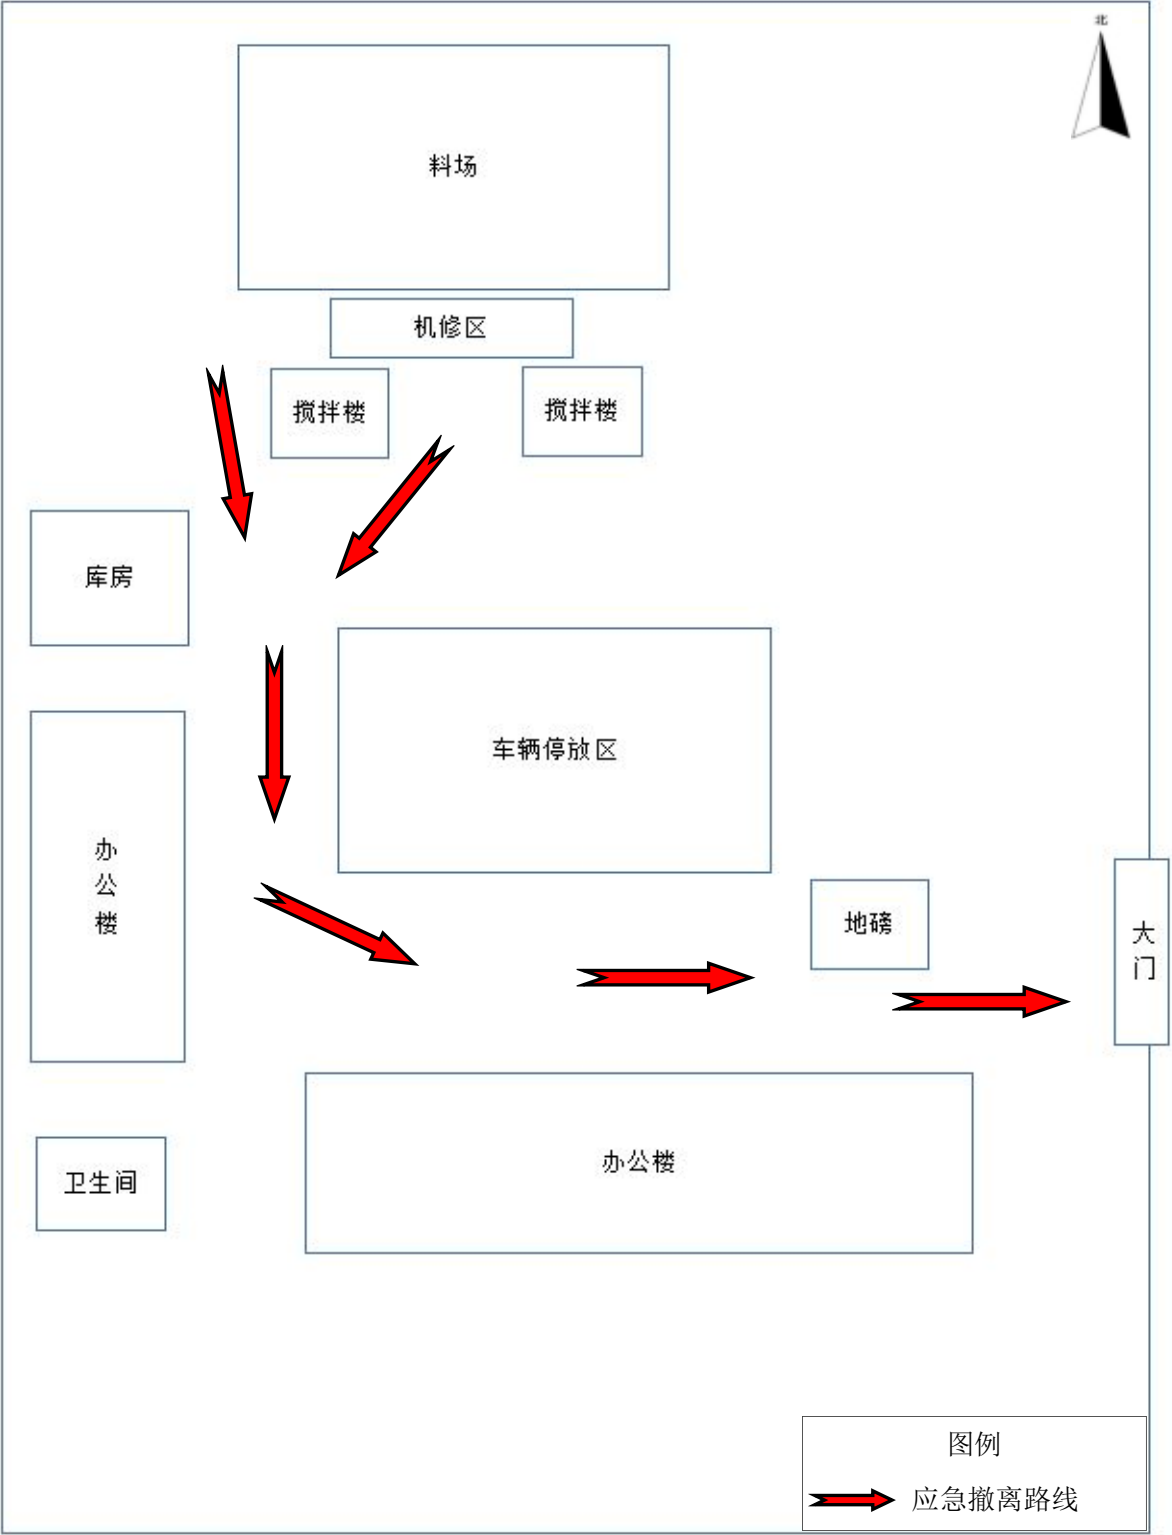 北
料场
机修区
搅拌楼
搅拌楼
库房
车辆停放区
办
公
楼
地磅
大
门
办公楼
卫生间
图例
应急撤离路线